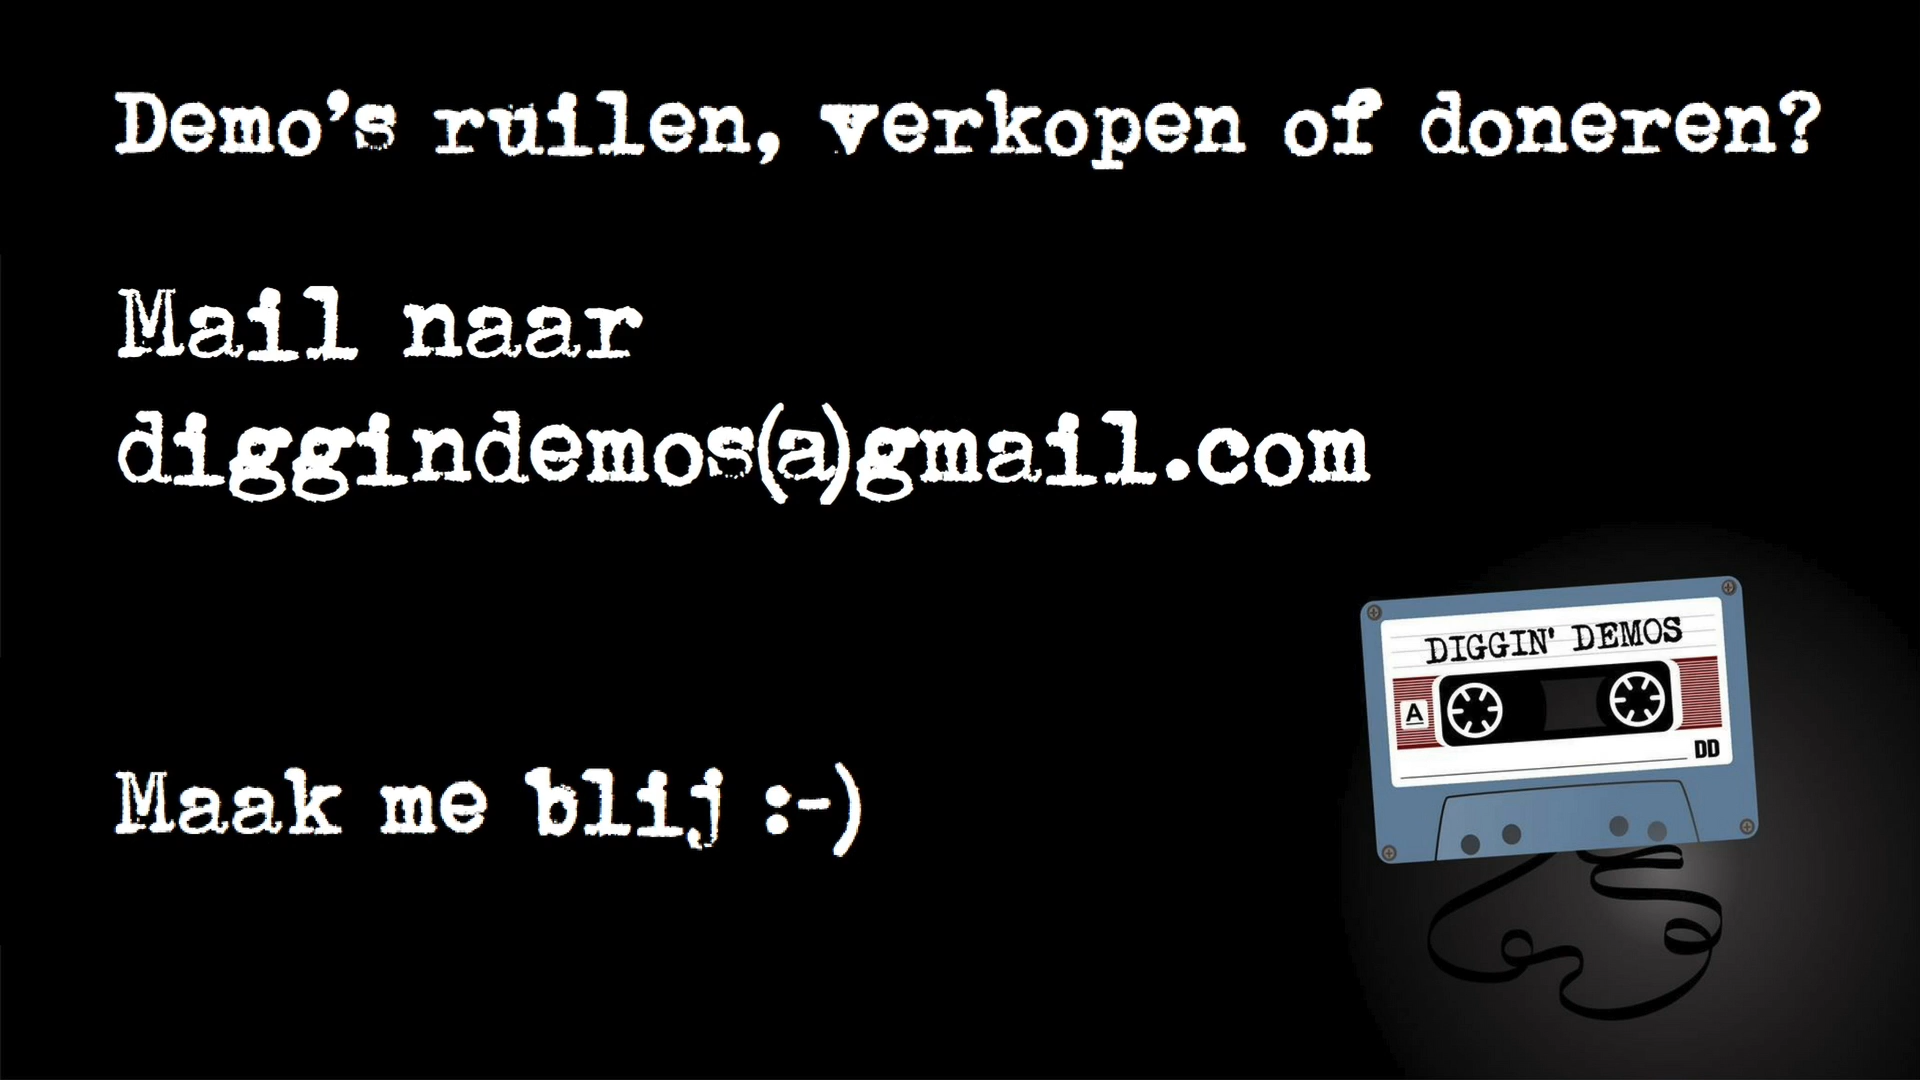 Demo's ruilen, verkopen of doneren?
Mail naar
diggindemos(a)gmail.com
DIGGIN' DEMOS
A
DD
Maak me blij :-)